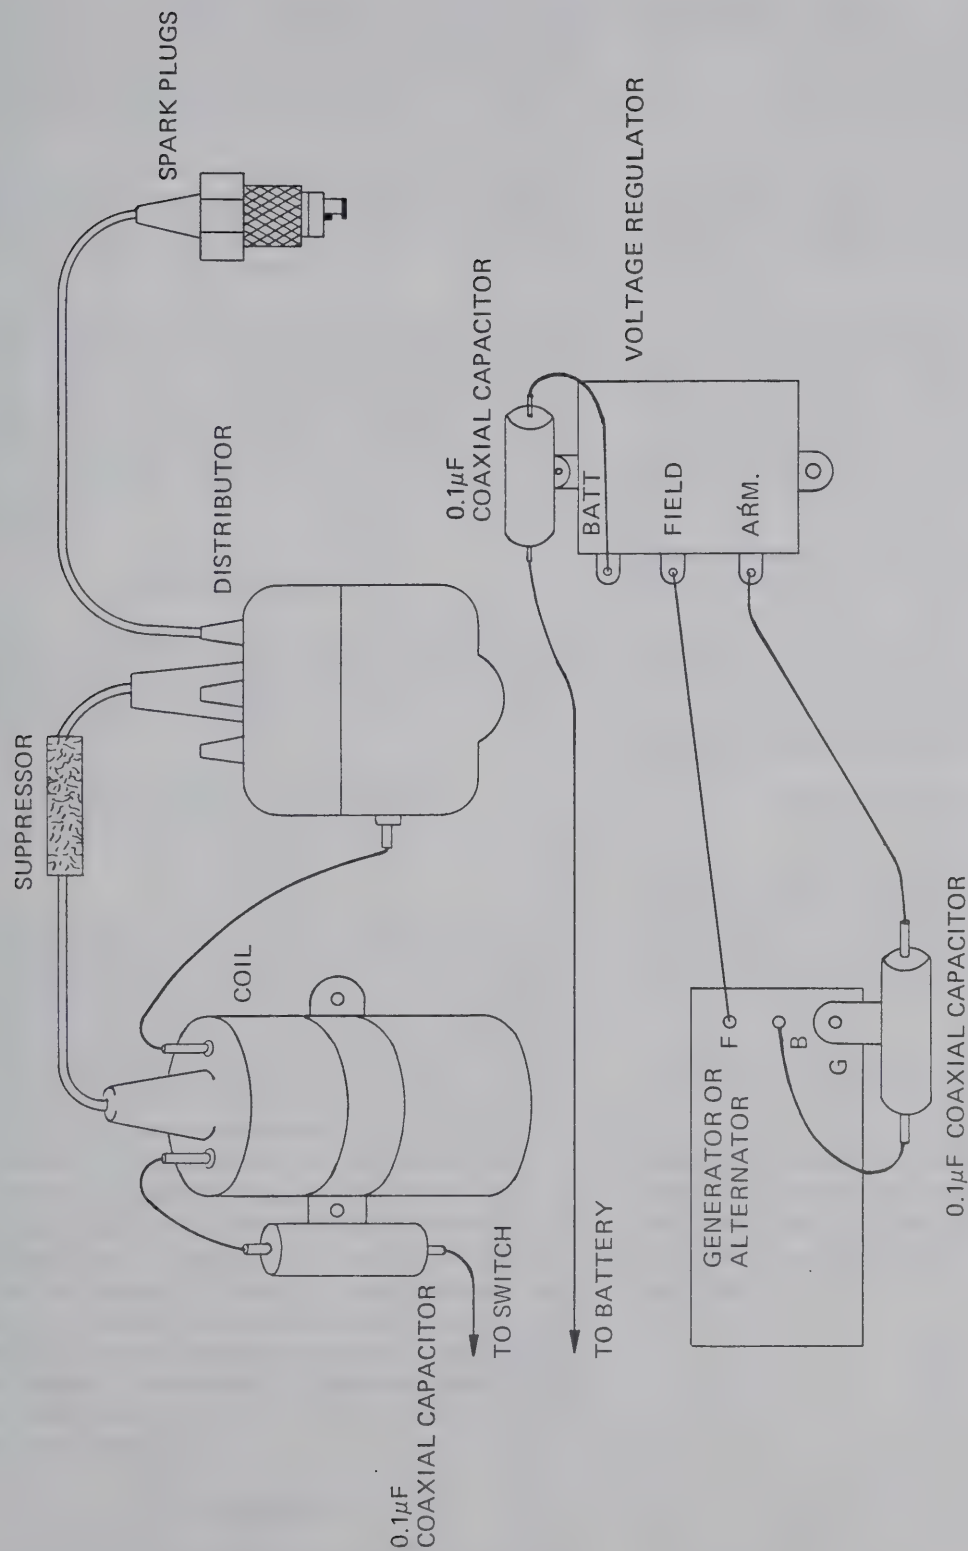 SUPPRESSOR
SPARK PLUGS
DISTRIBUTOR
COIL
0.1µF
COAXIAL CAPACITOR
TO SWITCH
0.1µF
COAXIAL CAPACITOR
TO BATTERY
VOLTAGE REGULATOR
BATT
FIELD
ARM.
GENERATOR OR
ALTERNATOR
F
B
G
0.1µF COAXIAL CAPACITOR